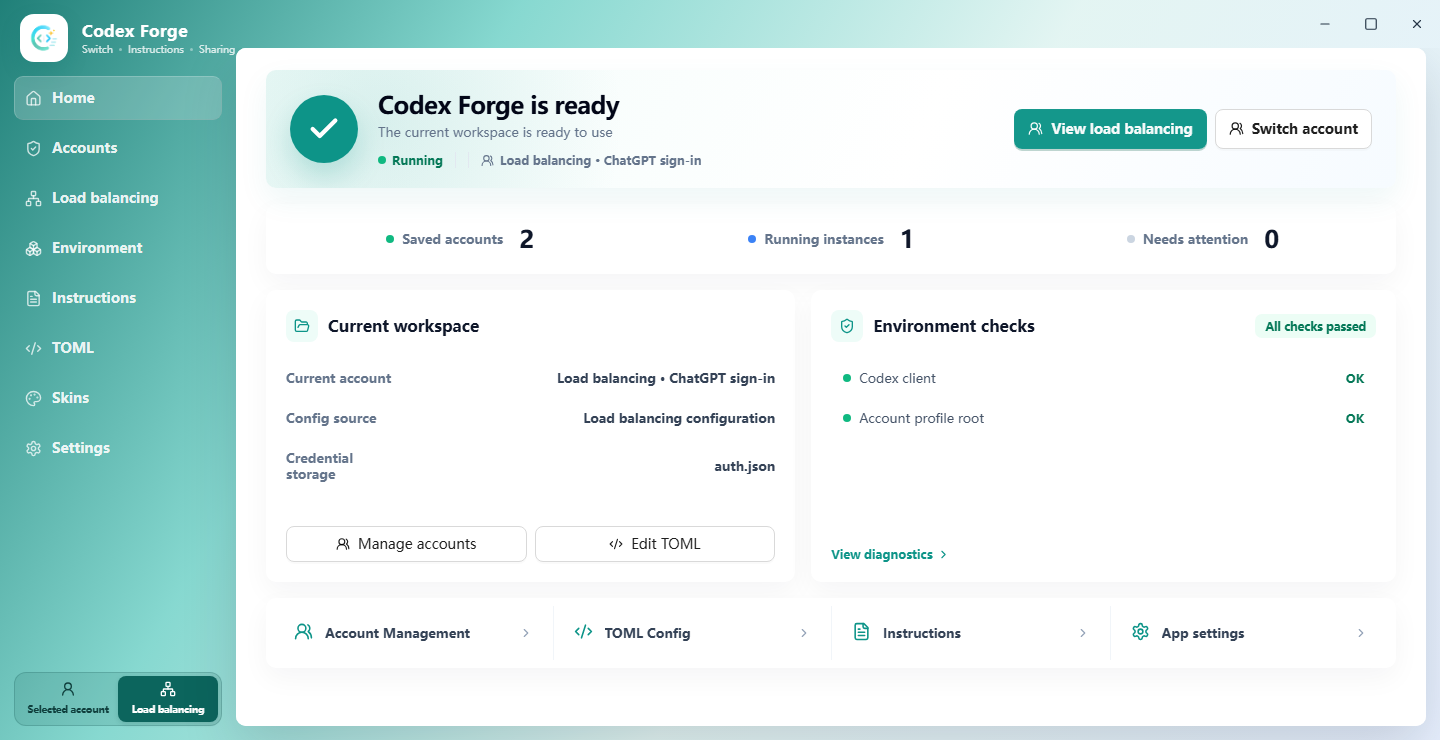 Codex Forge
Switch • Instructions • Sharing
Home
Accounts
Load balancing
Environment
Instructions
TOML
Skins
Settings
Selected account
Load balancing
Codex Forge is ready
The current workspace is ready to use
Running
Load balancing • ChatGPT sign-in
View load balancing
Switch account
Saved accounts 2
Running instances 1
Needs attention 0
Current workspace
Current account Load balancing • ChatGPT sign-in
Config source Load balancing configuration
Credential
storage
auth.json
Manage accounts
Edit TOML
Environment checks
All checks passed
Codex client OK
Account profile root OK
View diagnostics
Account Management
TOML Config
Instructions
App settings